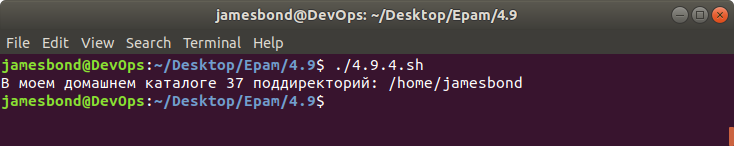 jamesbond@DevOps: ~/Desktop/Epam/4.9
File Edit View Search Terminal Help
jamesbond@DevOps:~/Desktop/Epam/4.9$ ./4.9.4.sh
В моем домашнем каталоге 37 поддиректорий: /home/jamesbond
jamesbond@DevOps:~/Desktop/Epam/4.9$